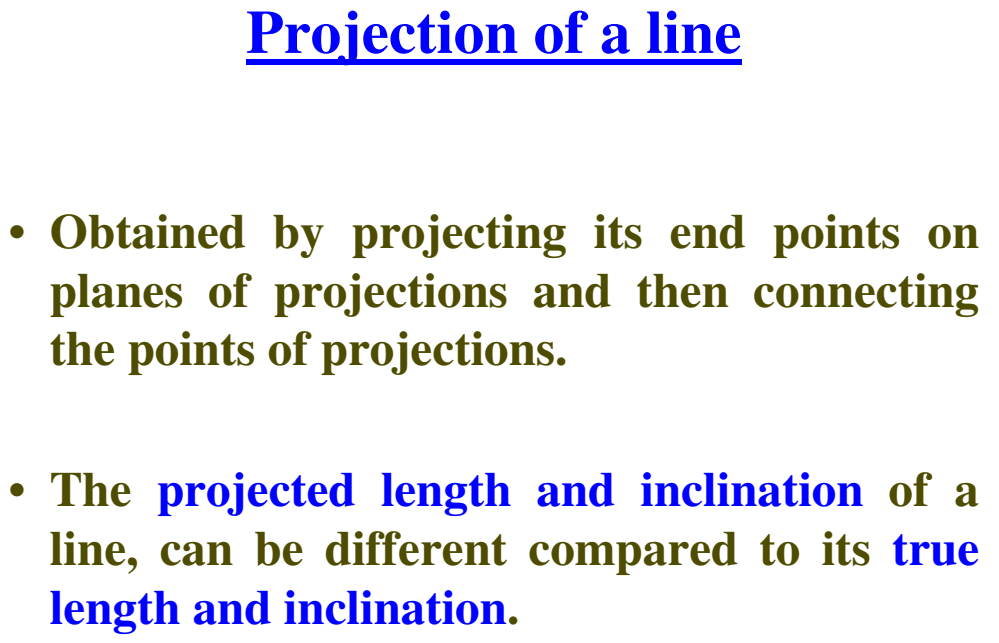 Projection of a line
• Obtained by projecting its end points on
planes of projections and then connecting
the points of projections.
• The projected length and inclination of a
line, can be different compared to its true
length and inclination.